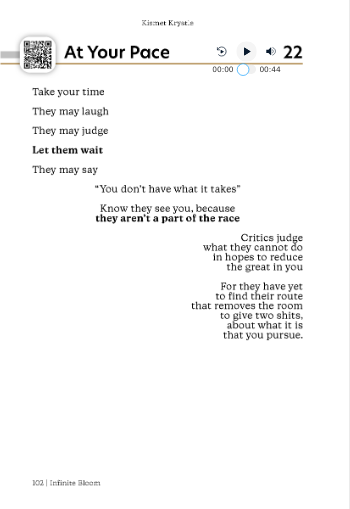 Kismet Krystle
At Your Pace
22
00:00
00:44
Take your time
They may laugh
They may judge
Let them wait
They may say
“You don’t have what it takes”
Know they see you, because
they aren’t a part of the race
Critics judge
what they cannot do
in hopes to reduce
the great in you
For they have yet
to find their route
that removes the room
to give two shits,
about what it is
that you pursue.
102 | Infinite Bloom